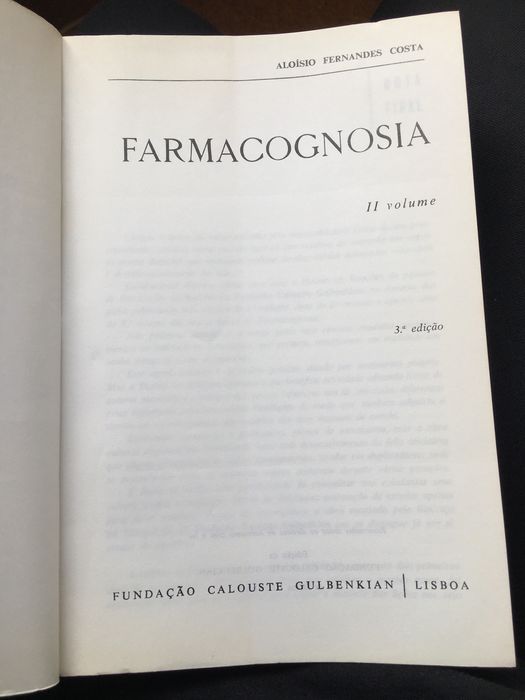 ALOÍSIO FERNANDES COSTA
FARMACOGNOSIA
II volume
3.ª edição
FUNDAÇÃO CALOUSTE GULBENKIAN | LISBOA